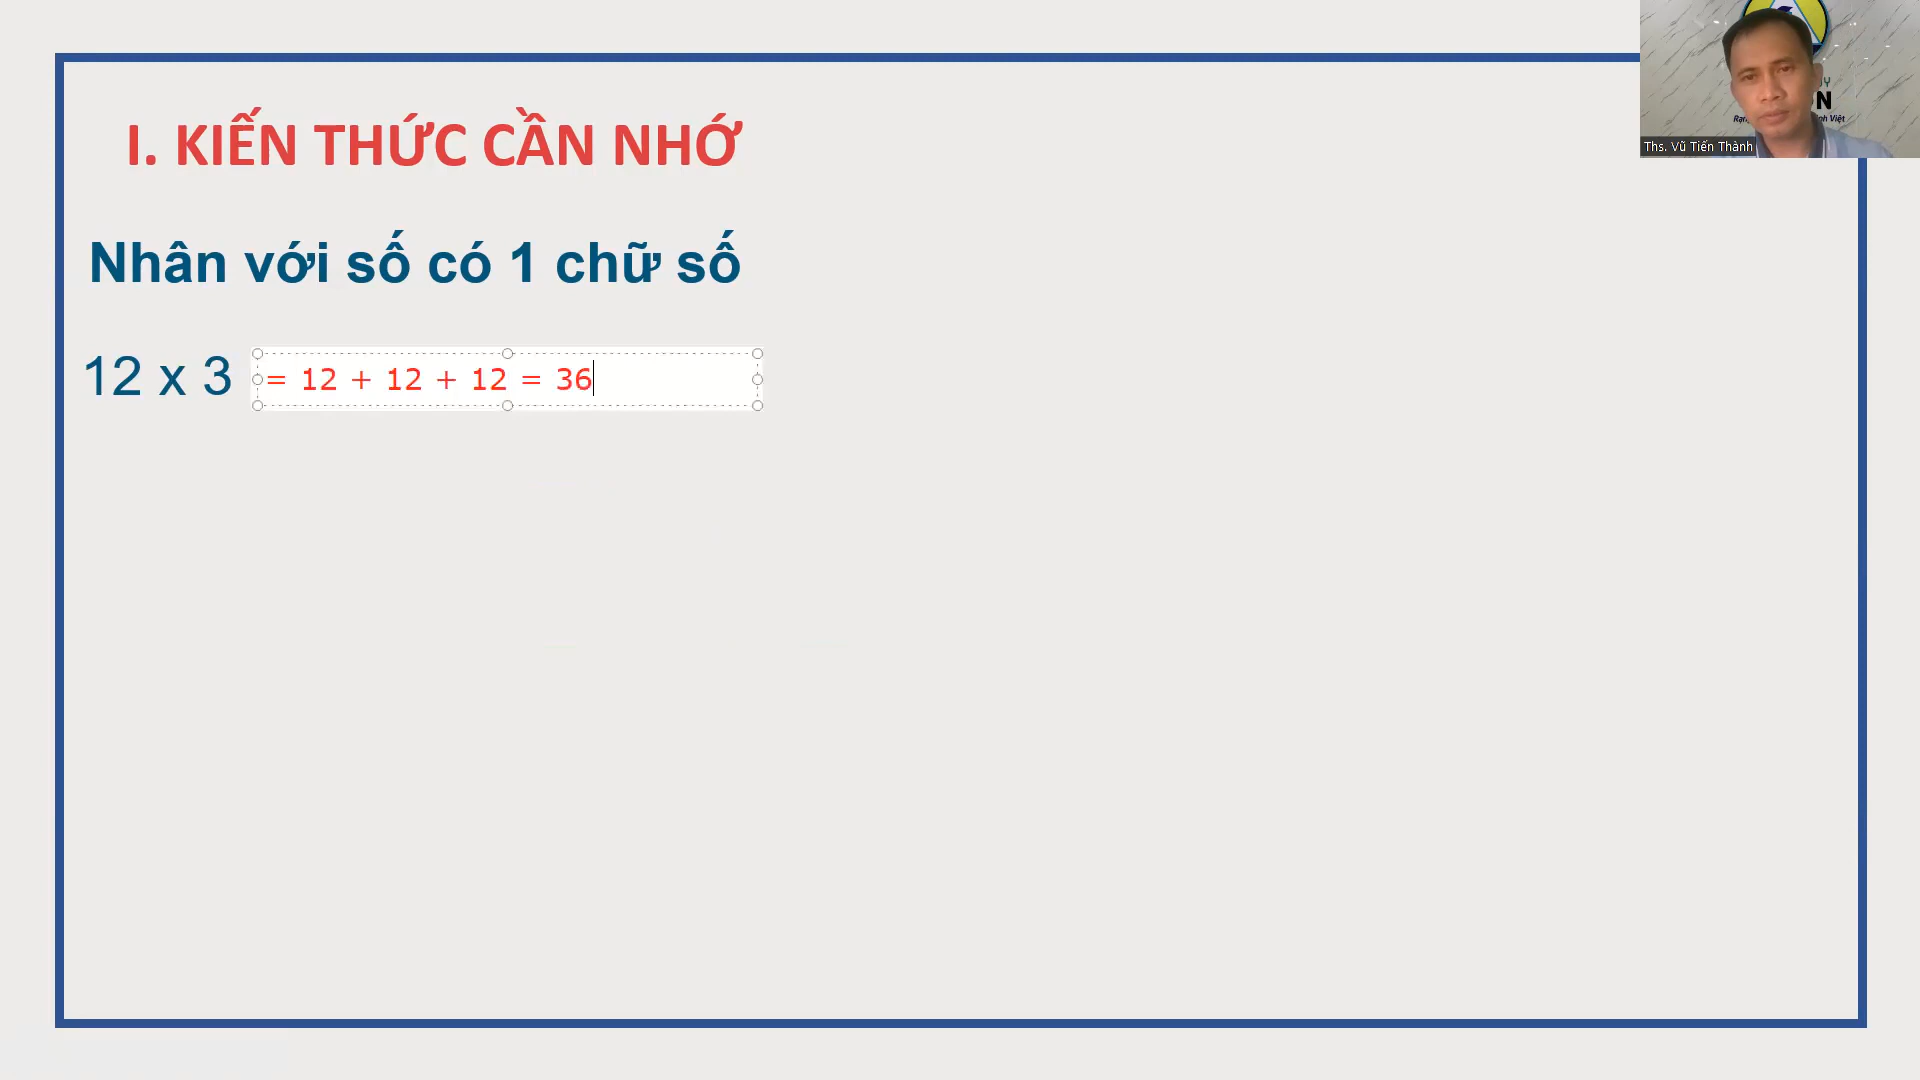 I. KIẾN THỨC CẦN NHỚ
Nhân với số có 1 chữ số
12 x 3 = 12 + 12 + 12 = 36
Ths. Vũ Tiến Thành